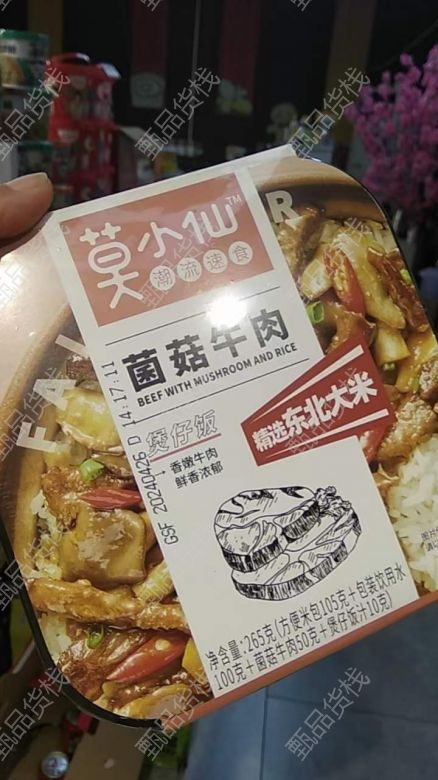 莫小仙™
潮流速食
FAI
R
菌菇牛肉
BEEF WITH MUSHROOM AND RICE
煲仔饭
香嫩牛肉
鲜香浓郁
精选东北大米
GSF 20240426 D 14:17:11
净含量:265克(方便米包105克+包装饮用水
100克+菌菇牛肉50克+煲仔饭汁10克)
图片
甄品货栈